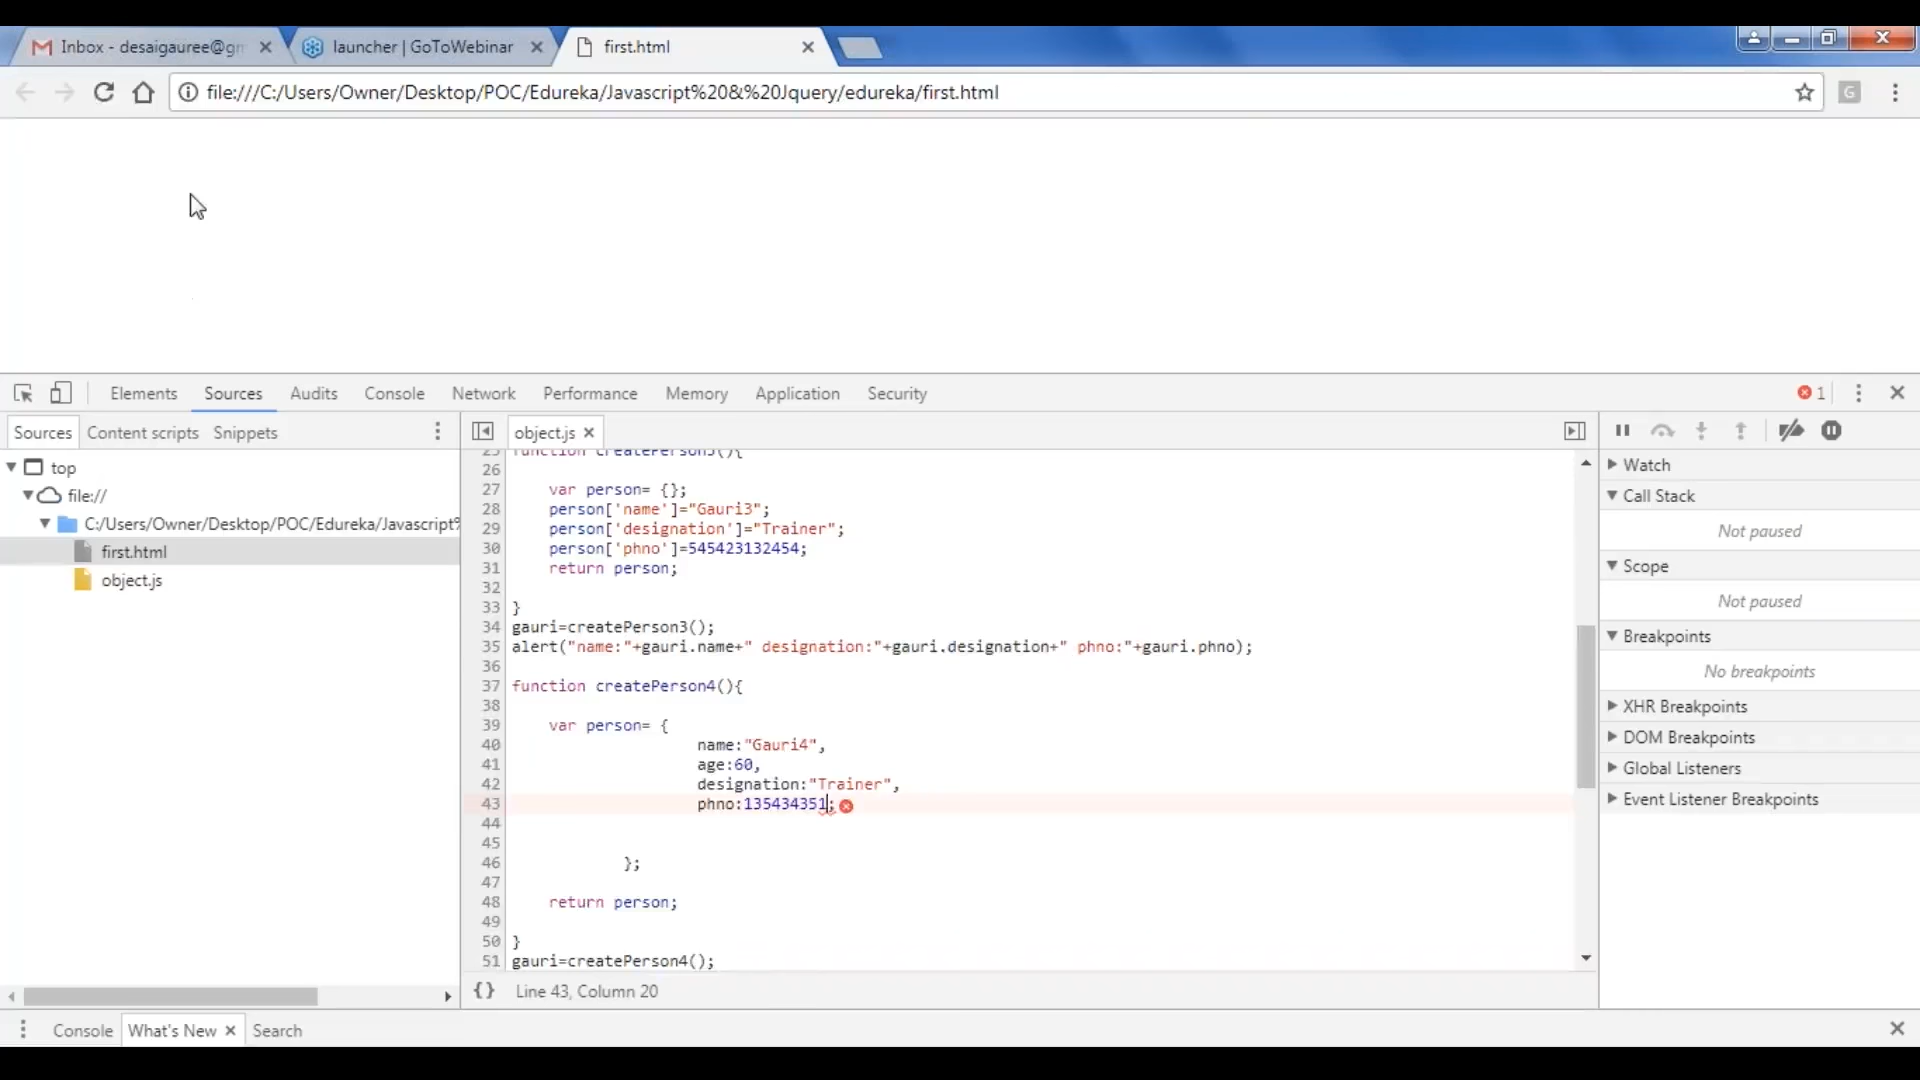 Inbox - desaigauree@gm
launcher | GoToWebinar
first.html
file:///C:/Users/Owner/Desktop/POC/Edureka/Javascript%20&%20Jquery/edureka/first.html
G
Elements Sources Audits Console Network Performance Memory Application Security
1
Sources Content scripts Snippets
object.js
top
file://
C:/Users/Owner/Desktop/POC/Edureka/Javascript%
first.html
object.js
25 function createPerson3(){
26
27 var person= {};
28 person['name']="Gauri3";
29 person['designation']="Trainer";
30 person['phno']=545423132454;
31 return person;
32
33 }
34 gauri=createPerson3();
35 alert("name:"+gauri.name+" designation:"+gauri.designation+" phno:"+gauri.phno);
36
37 function createPerson4(){
38
39 var person= {
40 name:"Gauri4",
41 age:60,
42 designation:"Trainer",
43 phno:135434351;
44
45
46 };
47
48 return person;
49
50 }
51 gauri=createPerson4();
{} Line 43, Column 20
Watch
Call Stack
Not paused
Scope
Not paused
Breakpoints
No breakpoints
XHR Breakpoints
DOM Breakpoints
Global Listeners
Event Listener Breakpoints
Console What's New Search